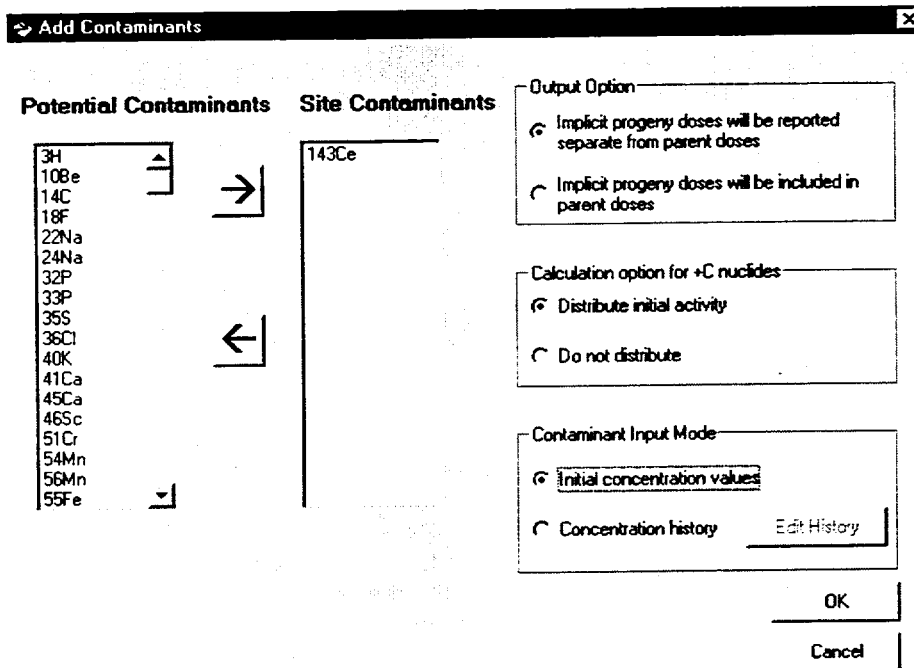 Add Contaminants
Potential Contaminants
Site Contaminants
3H
10Be
14C
18F
22Na
24Na
32P
33P
35S
36Cl
40K
41Ca
45Ca
46Sc
51Cr
54Mn
56Mn
55Fe
143Ce
Output Option
Implicit progeny doses will be reported
separate from parent doses
Implicit progeny doses will be included in
parent doses
Calculation option for +C nuclides
Distribute initial activity
Do not distribute
Contaminant Input Mode
Initial concentration values
Concentration history
Edit History
OK
Cancel